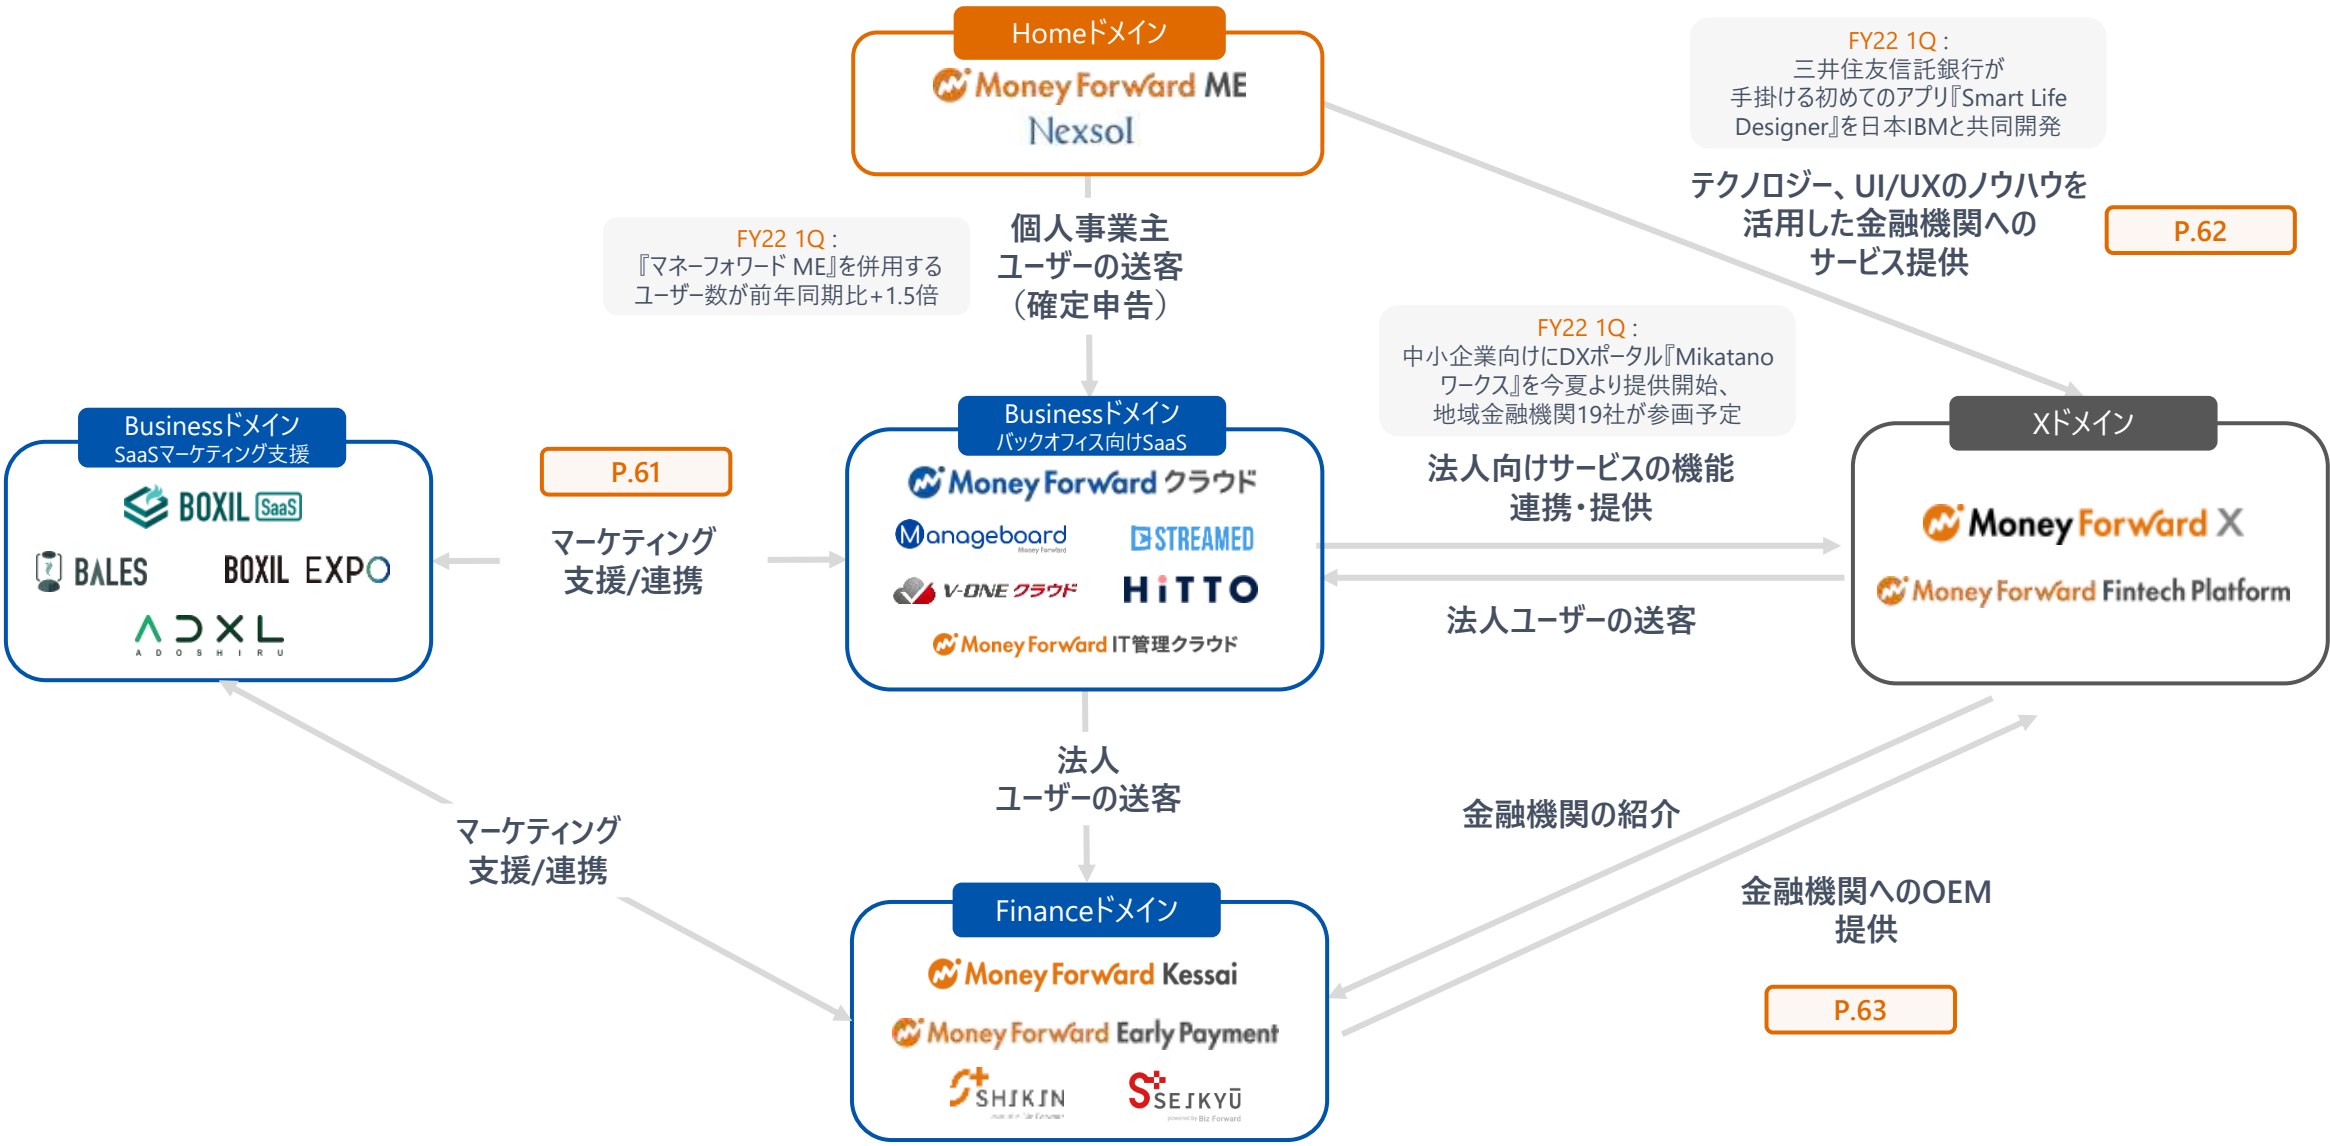 Homeドメイン
Money Forward ME
Nexsol
FY22 1Q :
三井住友信託銀行が
手掛ける初めてのアプリ『Smart Life
Designer』を日本IBMと共同開発
テクノロジー、UI/UXのノウハウを
活用した金融機関への
サービス提供
P.62
FY22 1Q :
『マネーフォワード ME』を併用する
ユーザー数が前年同期比+1.5倍
個人事業主
ユーザーの送客
（確定申告）
FY22 1Q :
中小企業向けにDXポータル『Mikatano
ワークス』を今夏より提供開始、
地域金融機関19社が参画予定
法人向けサービスの機能
連携・提供
法人ユーザーの送客
Businessドメイン
SaaSマーケティング支援
BOXIL SaaS
BALES
BOXIL EXPO
ADXL
ADOSHIRU
P.61
マーケティング
支援/連携
Businessドメイン
バックオフィス向けSaaS
Money Forward クラウド
Manageboard
Money Forward
STREAMED
V-ONE クラウド
HiTTO
Money Forward IT管理クラウド
Xドメイン
Money Forward X
Money Forward Fintech Platform
法人
ユーザーの送客
マーケティング
支援/連携
金融機関の紹介
金融機関へのOEM
提供
P.63
Financeドメイン
Money Forward Kessai
Money Forward Early Payment
SHIKIN
SEIKYŪ
powered by Biz Forward